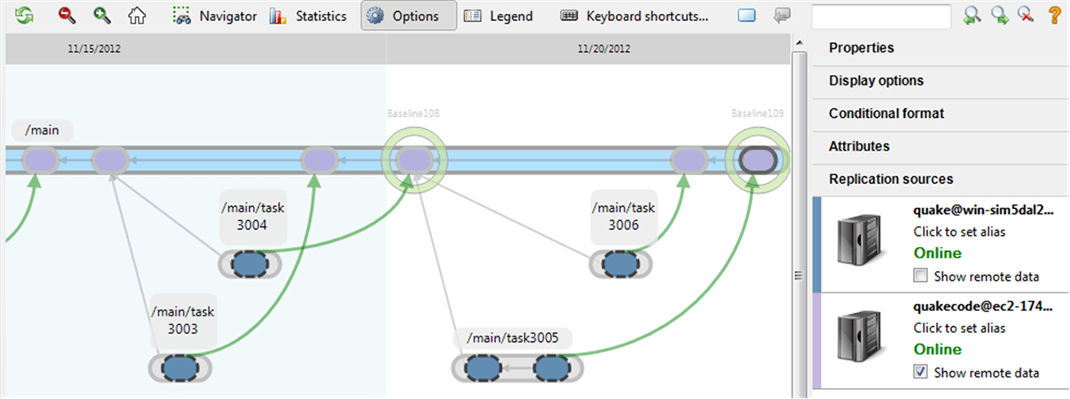 Navigator
Statistics
Options
Legend
Keyboard shortcuts...
11/15/2012
11/20/2012
/main
Baseline108
Baseline109
/main/task
3004
/main/task
3006
/main/task
3003
/main/task3005
Properties
Display options
Conditional format
Attributes
Replication sources
quake@win-sim5dal2...
Click to set alias
Online
Show remote data
quakecode@ec2-174...
Click to set alias
Online
Show remote data